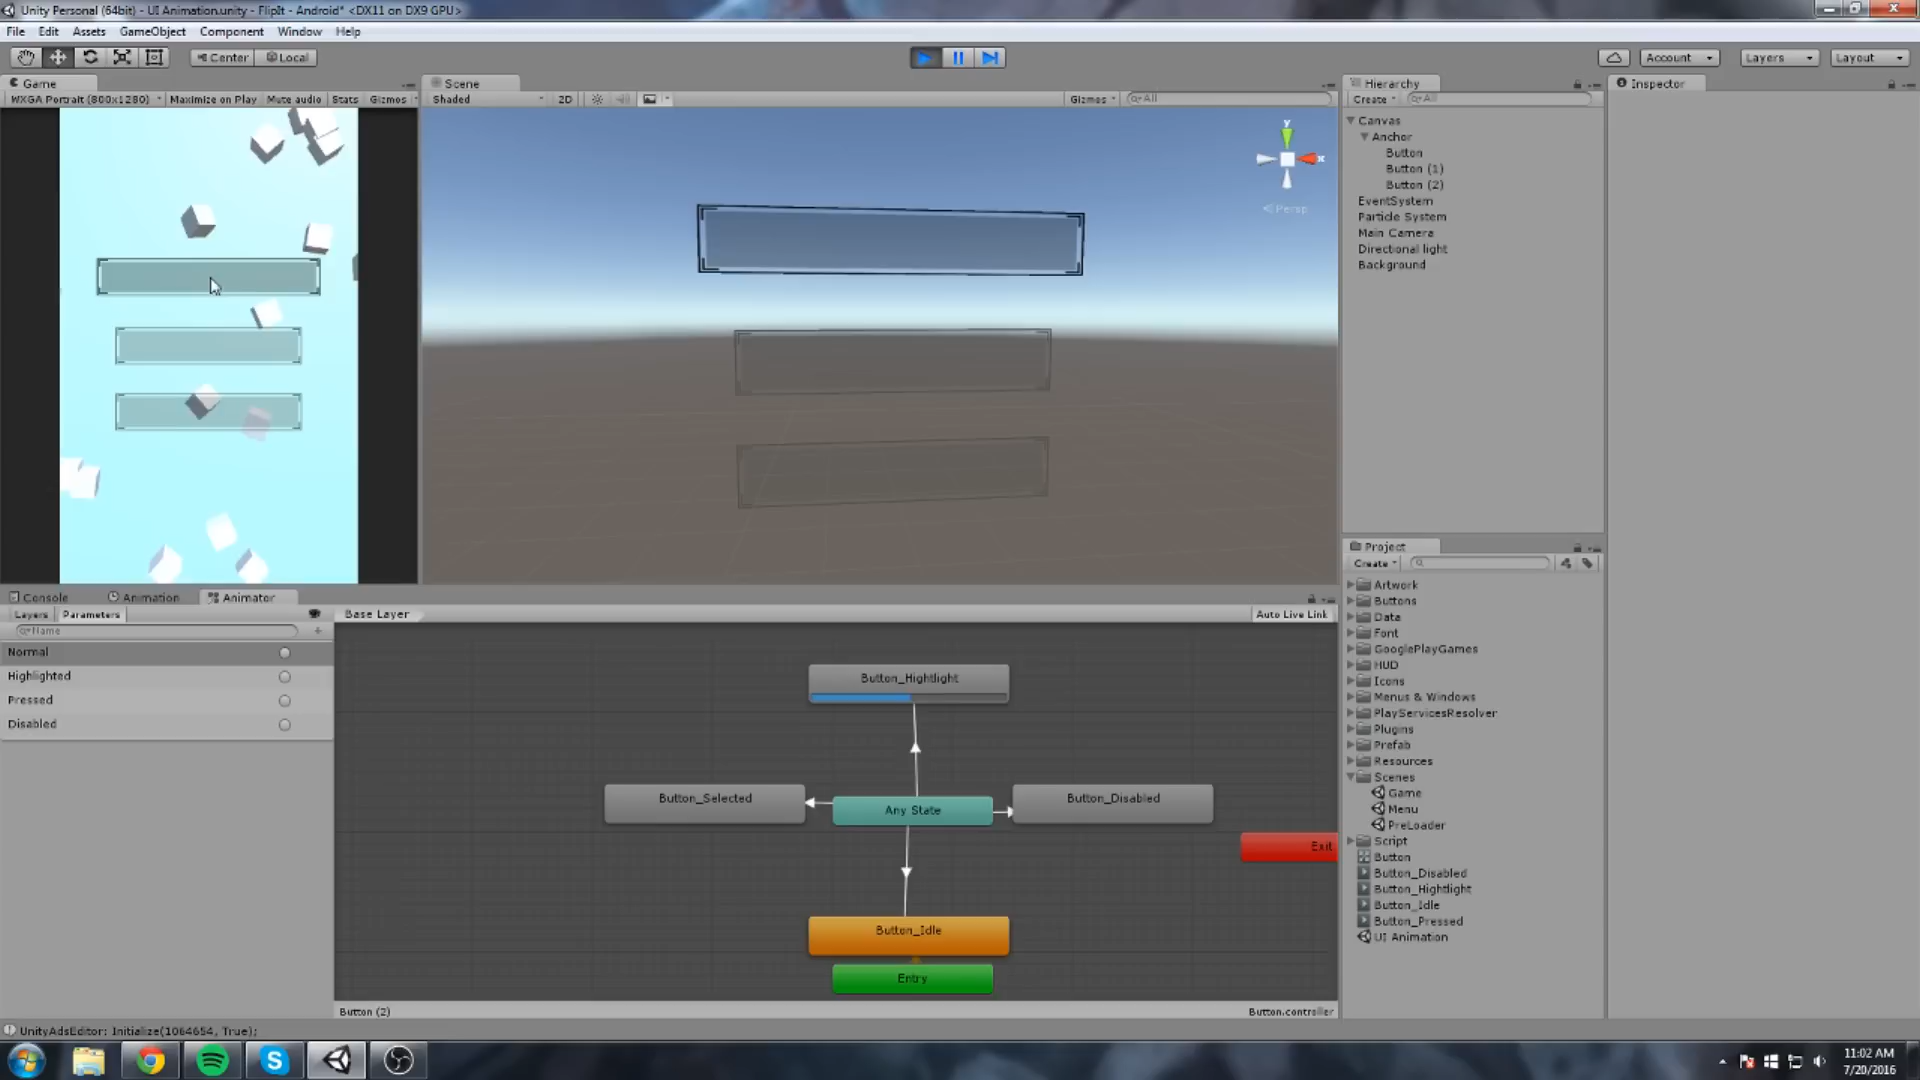 Unity Personal (64bit) - UI Animation.unity - FlipIt - Android* <DX11 on DX9 GPU>
File Edit Assets GameObject Component Window Help
Center Local Account Layers Layout
Game
WXGA Portrait (800x1280) Maximize on Play Mute audio Stats Gizmos
Scene
Shaded 2D Gizmos All
y
x
Persp
Hierarchy
Create All
Canvas
Anchor
Button
Button (1)
Button (2)
EventSystem
Particle System
Main Camera
Directional light
Background
Inspector
Project
Create
Artwork
Buttons
Data
Font
GooglePlayGames
HUD
Icons
Menus & Windows
PlayServicesResolver
Plugins
Prefab
Resources
Scenes
Game
Menu
PreLoader
Script
Button
Button_Disabled
Button_Hightlight
Button_Idle
Button_Pressed
UI Animation
Console Animation Animator
Layers Parameters
Name
Normal
Highlighted
Pressed
Disabled
Base Layer Auto Live Link
Button_Hightlight
Button_Selected
Any State
Button_Disabled
Exit
Button_Idle
Entry
Button (2) Button.controller
UnityAdsEditor: Initialize(1064654, True);
11:02 AM
7/20/2016